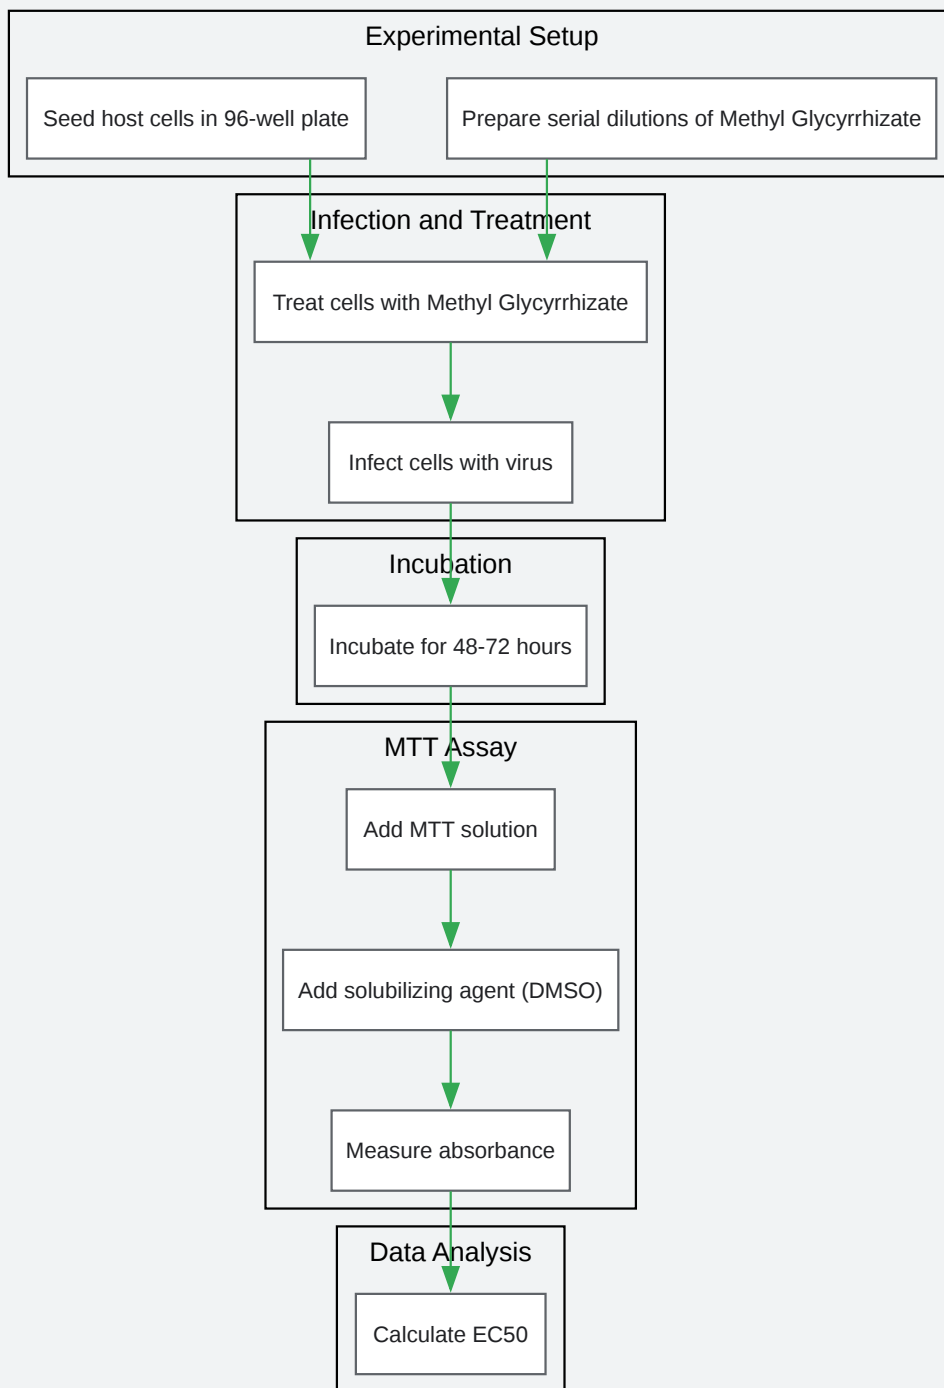 Experimental Setup
Seed host cells in 96-well plate
Prepare serial dilutions of Methyl Glycyrrhizate
Infection and Treatment
Treat cells with Methyl Glycyrrhizate
Infect cells with virus
Incubation
Incubate for 48-72 hours
MTT Assay
Add MTT solution
Add solubilizing agent (DMSO)
Measure absorbance
Data Analysis
Calculate EC50